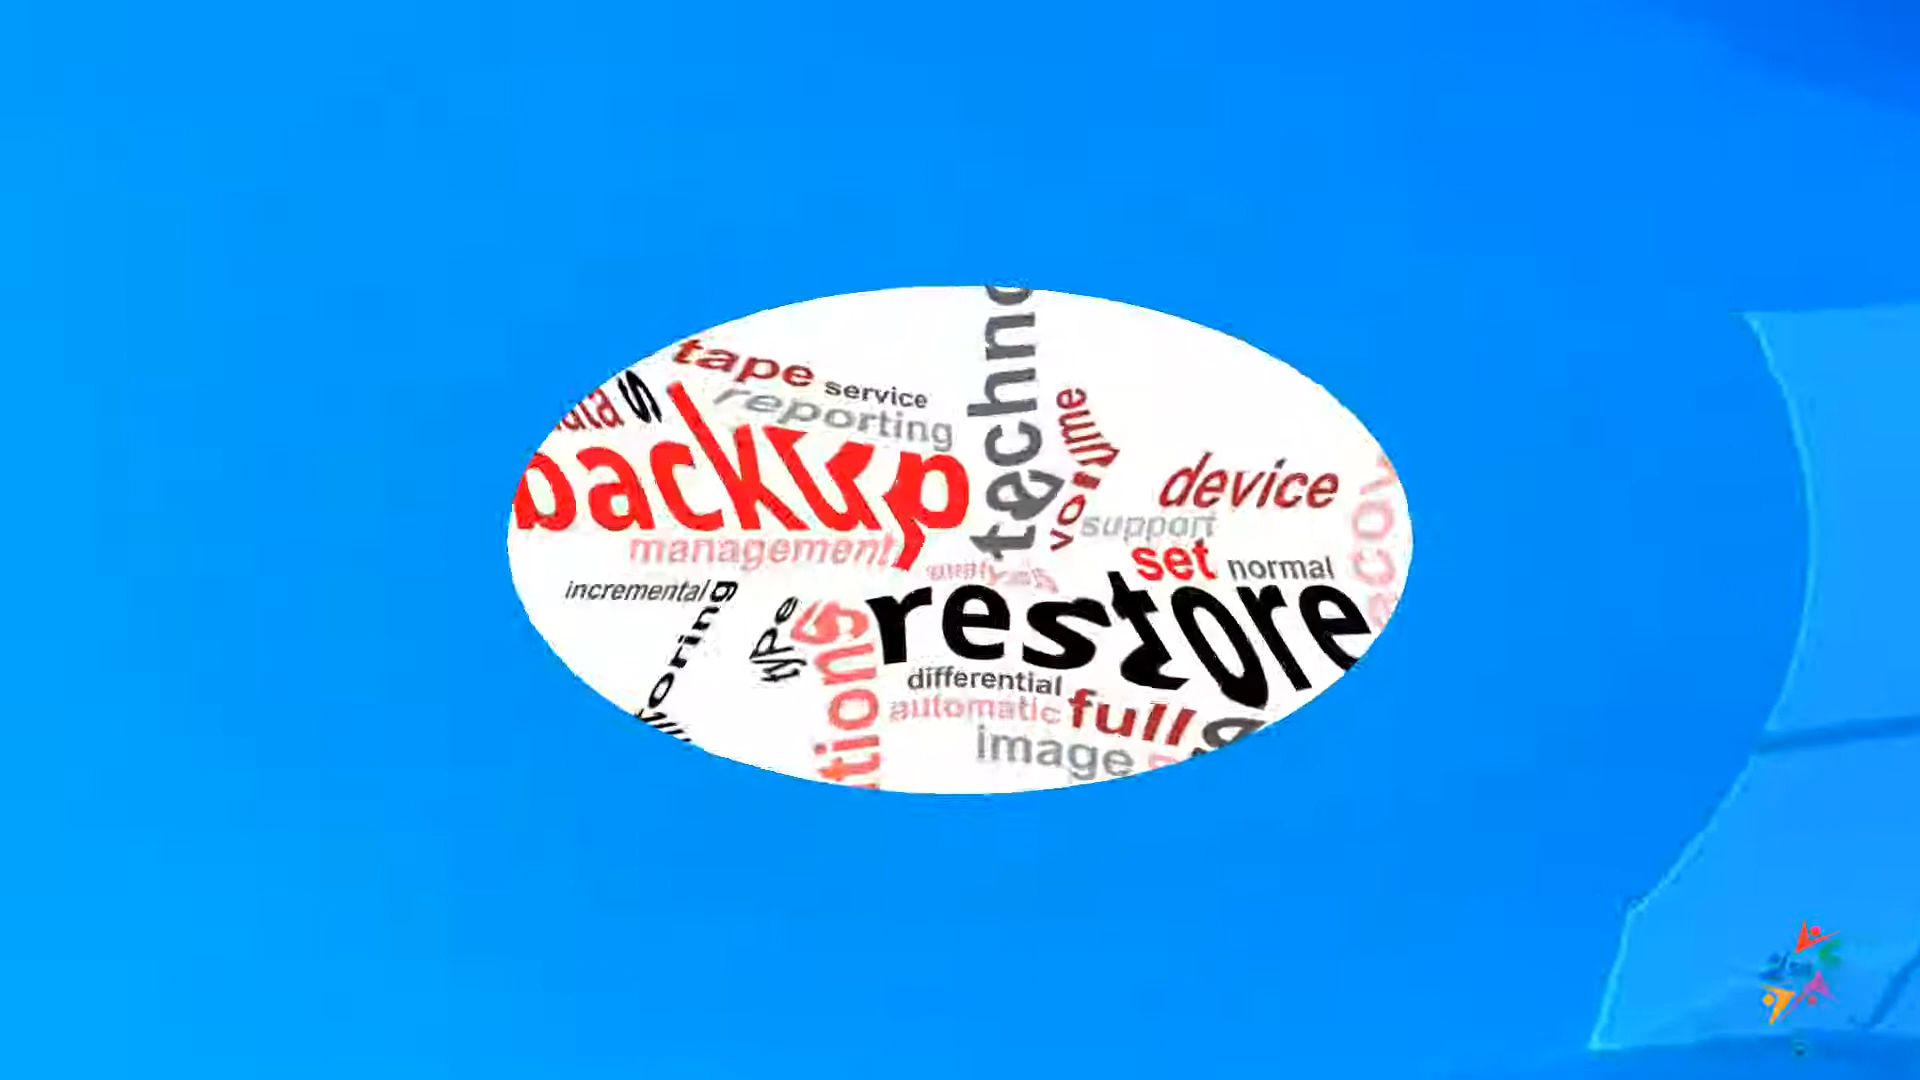 techno
tape
service
reporting
volume
data
backup
device
support
management
set
normal
incremental
restore
type
differential
automatic
full
image